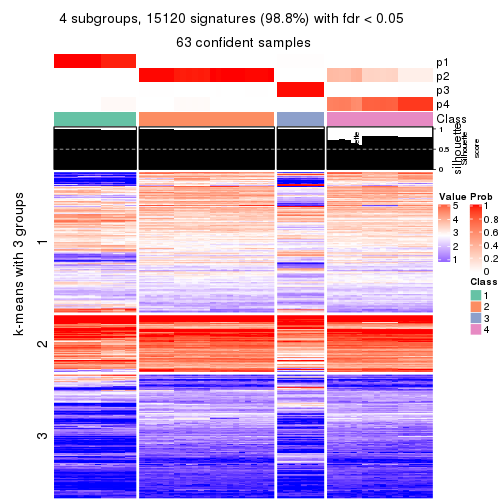 4 subgroups, 15120 signatures (98.8%) with fdr < 0.05
63 confident samples
p1
p2
p3
p4
Class
1
0.5
0
silhouette
Silhouette
score
k-means with 3 groups
1
2
3
Value
5
4
3
2
1
Prob
1
0.8
0.6
0.4
0.2
0
Class
1
2
3
4